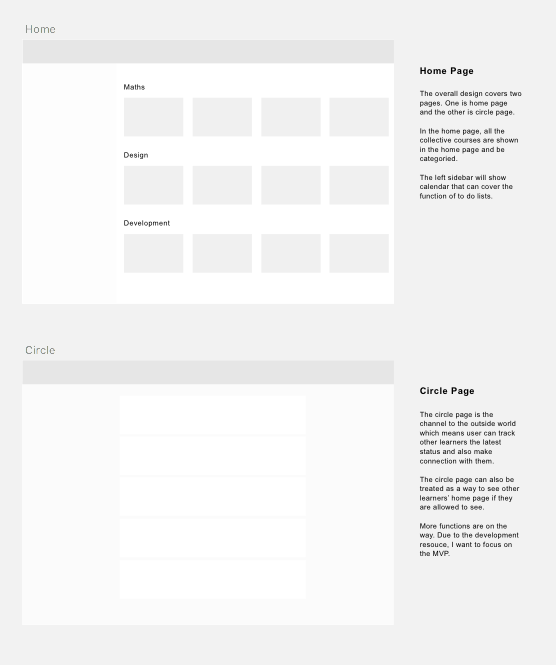 Home
Maths
Design
Development
Home Page
The overall design covers two
pages. One is home page
and the other is circle page.
In the home page, all the
collective courses are shown
in the home page and be
categoried.
The left sidebar will show
calendar that can cover the
function of to do lists.
Circle
Circle Page
The circle page is the
channel to the outside world
which means user can track
other learners the latest
status and also make
connection with them.
The circle page can also be
treated as a way to see other
learners' home page if they
are allowed to see.
More functions are on the
way. Due to the development
resouce, I want to focus on
the MVP.